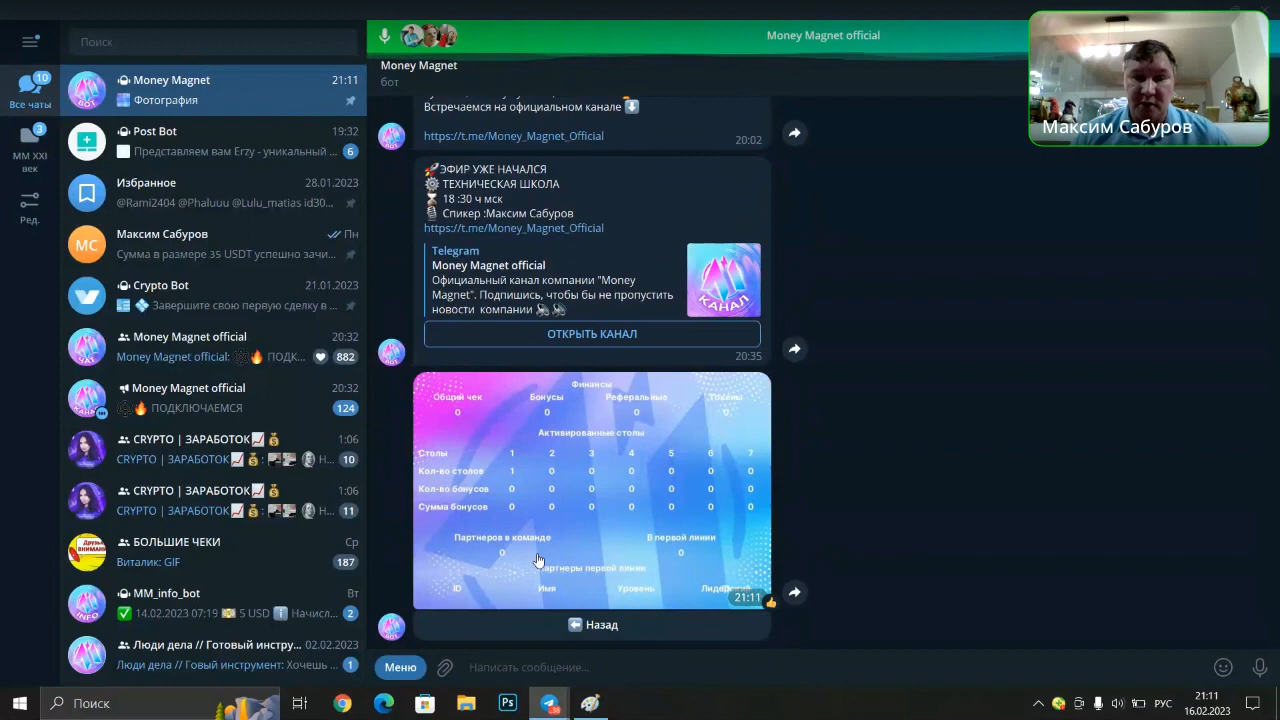 Поиск
Money Magnet official
Максим Сабуров
10
Все чаты
3
ММ XXI
век
Ред.
Money Magnet 21:11
Фотография
БОТ
Post Bot 19:32
Представляем вам Erzy - уникальный ... 6
Избранное 28.01.2023
@Rami2404 @Phaluuu @Lulu_matias id30...
МС
Максим Сабуров Пн
Сумма в размере 35 USDT успешно зачи...
Crypto Bot 21.01.2023
Завершите свою первую сделку в ...
Money Magnet official 20:32
Money Magnet official: ПОДК... 882
ЧАТ
Money Magnet official 20:32
ПОДКЛЮЧАЕМСЯ 124
CRYPTO | ЗАРАБОТОК 1:06
CRYPTO | ЗАРАБОТОК : Н... 10
CRYPTO | ЗАРАБОТОК 1:06
CRYPTO | ЗАРАБОТОК : Н... 11
БОЛЬШИЕ ЧЕКИ Ср
Виталик: GIF 187
MM_info_bot Вт
14.02.2023 07:19 5 USD Начисл... 2
INFO
Люди дела // Готовый инстру... 02.02.2023
Люди дела // Говый инструмент: Хочешь ... 1
Money Magnet
бот
Встречаемся на официальном канале
https://t.me/Money_Magnet_Official
20:02
ЭФИР УЖЕ НАЧАЛСЯ
ТЕХНИЧЕСКАЯ ШКОЛА
18 :30 ч мск
Спикер :Максим Сабуров
https://t.me/Money_Magnet_Official
Telegram
Money Magnet official
Официальный канал компании "Money
Magnet". Подпишись, чтобы бы не пропустить
новости компании
КАНАЛ
ОТКРЫТЬ КАНАЛ
20:35
Финансы
Общий чек Бонусы Реферальные Токены
0 0 0 0
Активированные столы
Столы 1 2 3 4 5 6 7
Кол-во столов 1 0 0 0 0 0 0
Кол-во бонусов 0 0 0 0 0 0 0
Сумма бонусов 0 0 0 0 0 0 0
Партнеров в команде В первой линии
0 0
партнеры первой линии
ID Имя Уровень
21:11
Назад
Меню
Написать сообщение...
Поиск
Ps
РУС
21:11
16.02.2023